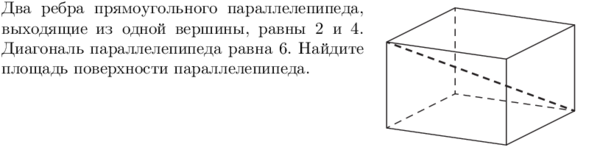 Два ребра прямоугольного параллелепипеда,
выходящие из одной вершины, равны 2 и 4.
Диагональ параллелепипеда равна 6. Найдите
площадь поверхности параллелепипеда.